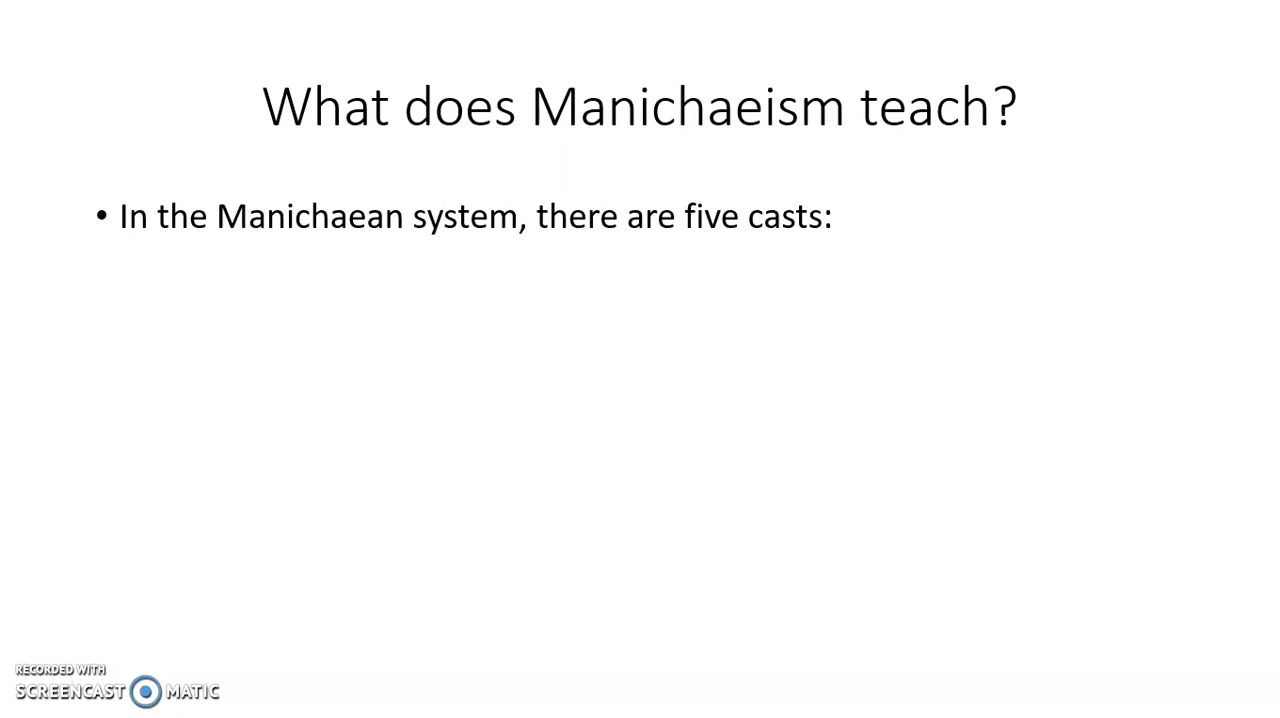 What does Manichaeism teach?
• In the Manichaean system, there are five casts:
RECORDED WITH
SCREENCAST MATIC